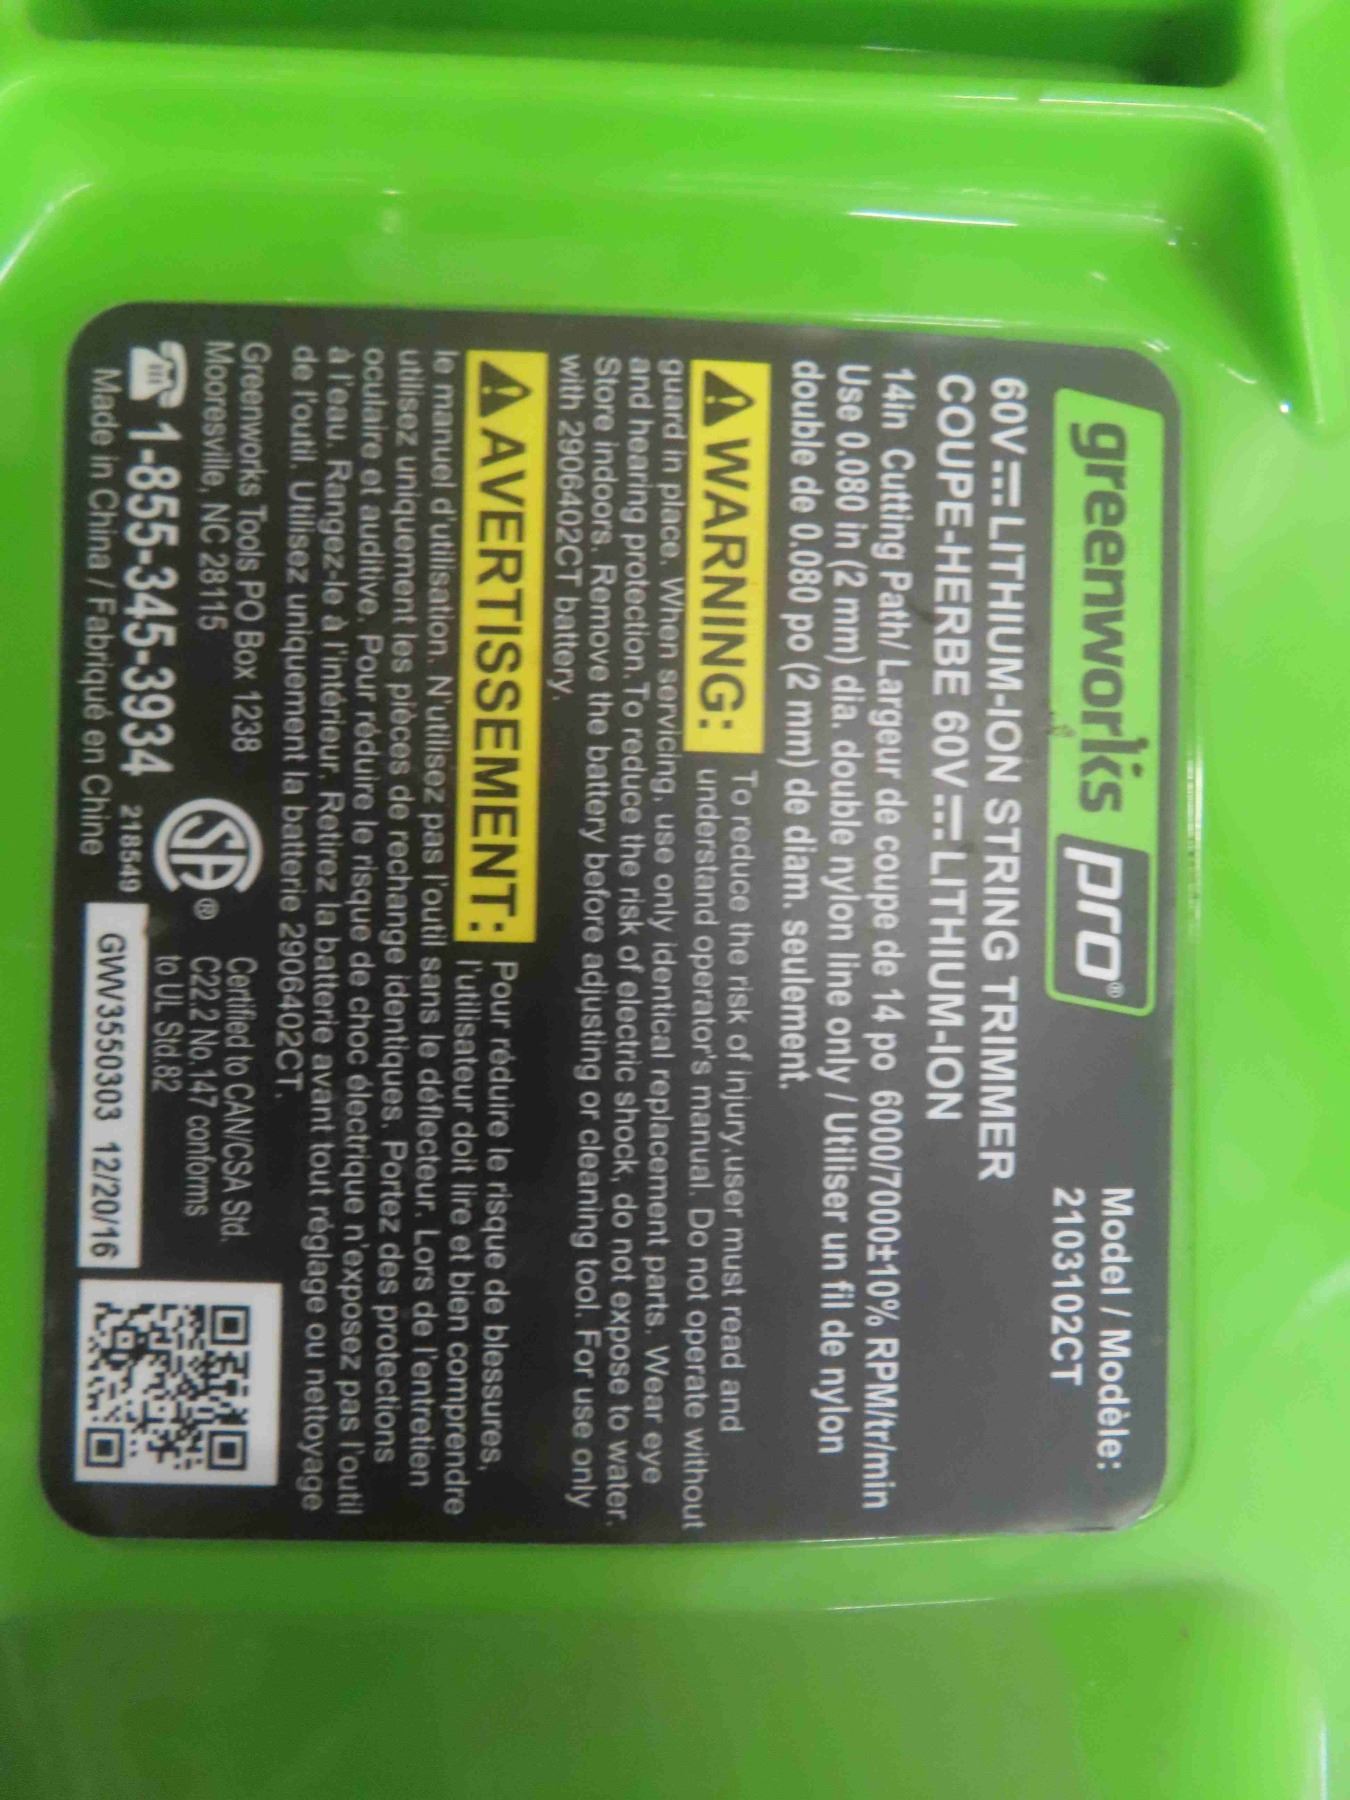 greenworks pro®
Model / Modèle:
2103102CT
60V⎓LITHIUM-ION STRING TRIMMER
COUPE-HERBE 60V⎓LITHIUM-ION
14in. Cutting Path/ Largeur de coupe de 14 po 6000/7000±10% RPM/tr/min
Use 0.080 in (2 mm) dia. double nylon line only / Utiliser un fil de nylon
double de 0.080 po (2 mm) de diam. seulement.
WARNING: To reduce the risk of injury,user must read and
understand operator's manual. Do not operate without
guard in place. When servicing, use only identical replacement parts. Wear eye
and hearing protection.To reduce the risk of electric shock, do not expose to water.
Store indoors. Remove the battery before adjusting or cleaning tool. For use only
with 2906402CT battery.
AVERTISSEMENT: Pour réduire le risque de blessures,
l'utilisateur doit lire et bien comprendre
le manuel d'utilisation. N'utilisez pas l'outil sans le déflecteur. Lors de l'entretien
utilisez uniquement les pièces de rechange identiques. Portez des protections
oculaire et auditive. Pour réduire le risque de choc électrique n'exposez pas l'outil
à l'eau. Rangez-le à l'intérieur. Retirez la batterie avant tout réglage ou nettoyage
de l'outil. Utilisez uniquement la batterie 2906402CT.
Greenworks Tools PO Box 1238
Mooresville, NC 28115
1-855-345-3934
Made in China / Fabriqué en Chine
218549
SA®
Certified to CAN/CSA Std.
C22.2 No.147 conforms
to UL Std.82
GWV3550303 12/20/16